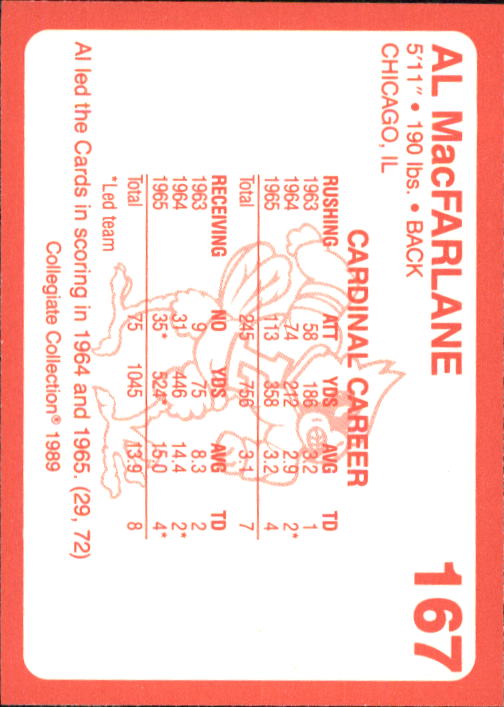 AL MacFARLANE 167
5'11" • 190 lbs. • BACK
CHICAGO, IL
CARDINAL CAREER
RUSHING ATT YDS AVG TD
1963 58 186 3.2 1
1964 74 212 2.9 2*
1965 113 358 3.2 4
Total 245 756 3.1 7
RECEIVING NO YDS AVG TD
1963 9 75 8.3 2
1964 31 446 14.4 2*
1965 35* 524* 15.0 4*
Total 75 1045 13.9 8
*Led team
Al led the Cards in scoring in 1964 and 1965. (29, 72)
Collegiate Collection® 1989